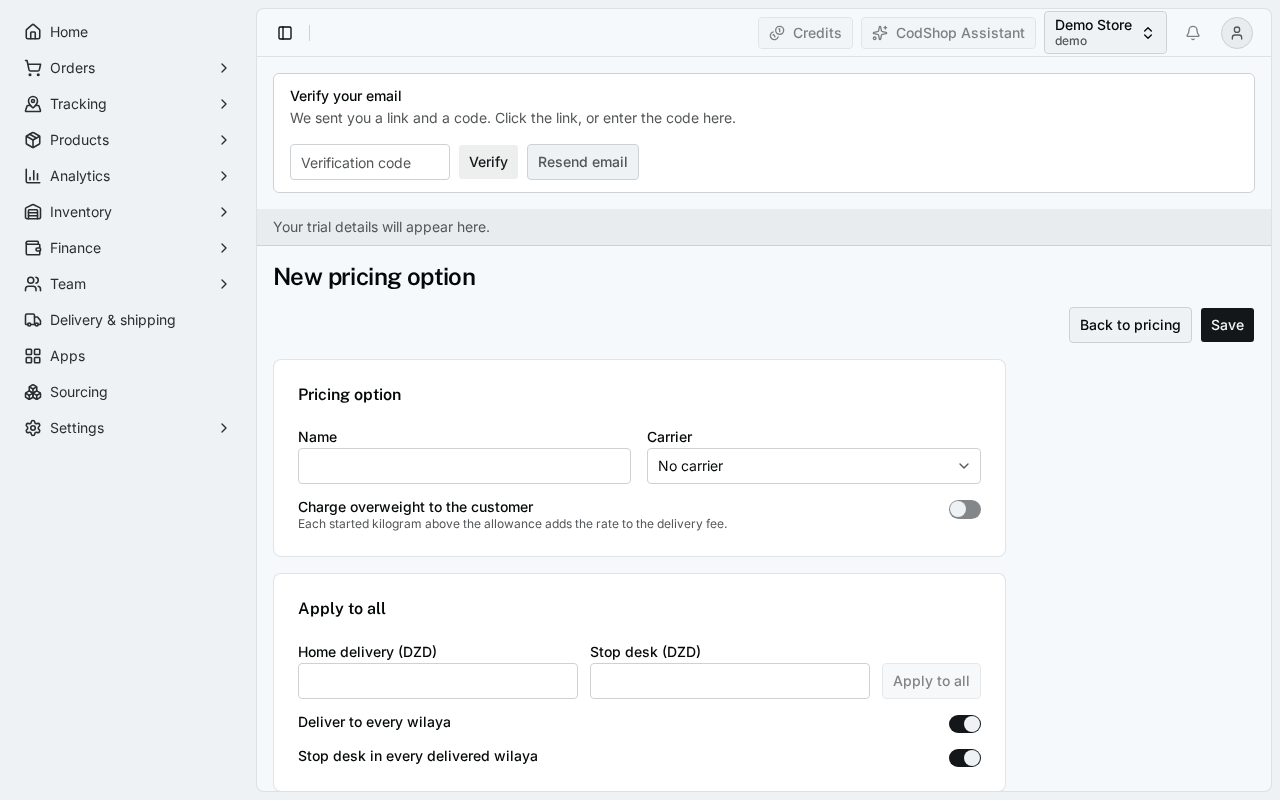 Home
Orders
Tracking
Products
Analytics
Inventory
Finance
Team
Delivery & shipping
Apps
Sourcing
Settings
Credits
CodShop Assistant
Demo Store
demo
Verify your email
We sent you a link and a code. Click the link, or enter the code here.
Verification code
Verify
Resend email
Your trial details will appear here.
New pricing option
Back to pricing
Save
Pricing option
Name
Carrier
No carrier
Charge overweight to the customer
Each started kilogram above the allowance adds the rate to the delivery fee.
Apply to all
Home delivery (DZD)
Stop desk (DZD)
Apply to all
Deliver to every wilaya
Stop desk in every delivered wilaya